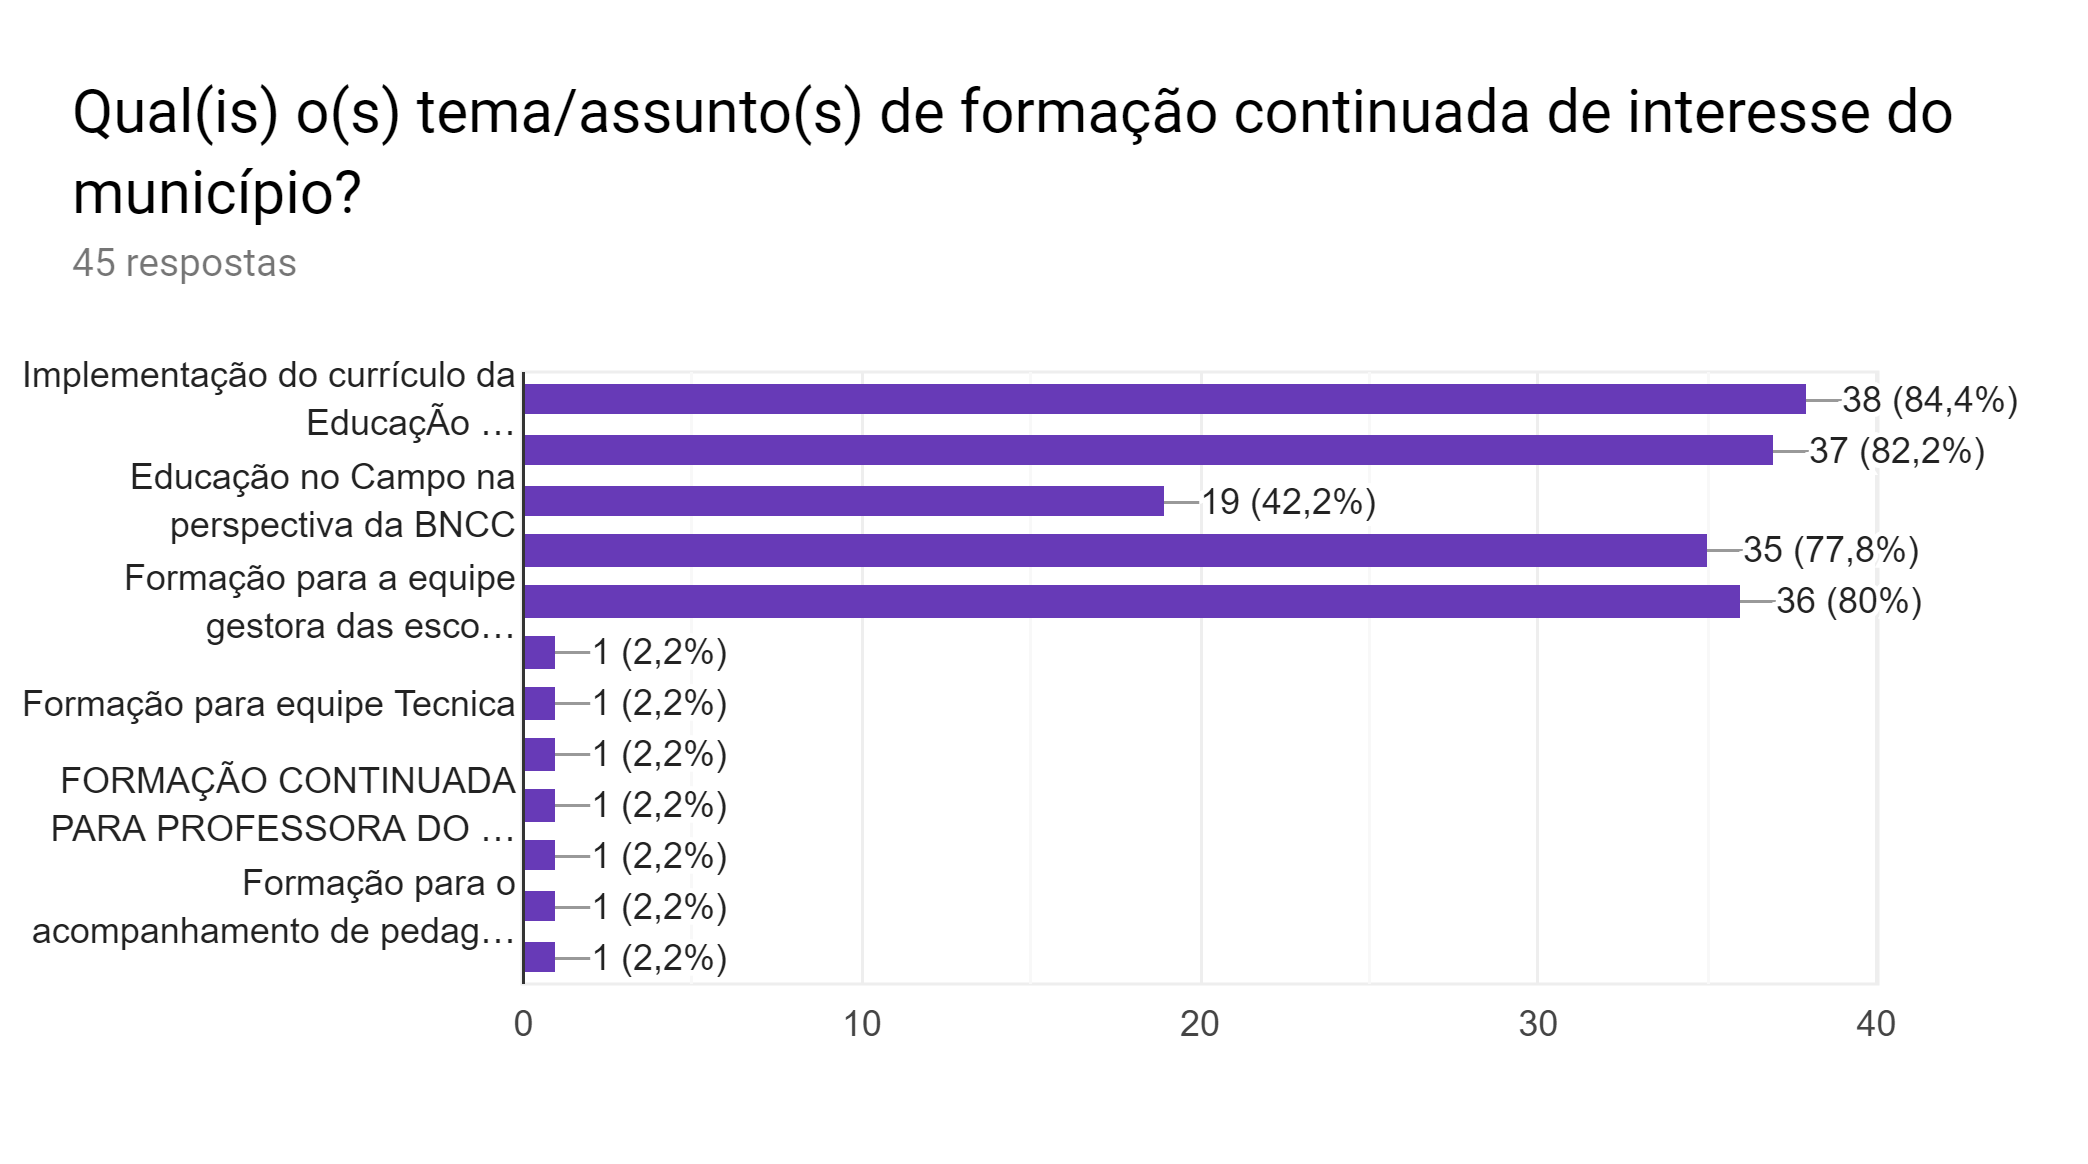 Qual(is) o(s) tema/assunto(s) de formação continuada de interesse do
município?
45 respostas
Implementação do currículo da
EducaçÃo …
38 (84,4%)
37 (82,2%)
Educação no Campo na
perspectiva da BNCC
19 (42,2%)
35 (77,8%)
Formação para a equipe
gestora das esco…
36 (80%)
1 (2,2%)
Formação para equipe Tecnica
1 (2,2%)
1 (2,2%)
FORMAÇÃO CONTINUADA
PARA PROFESSORA DO …
1 (2,2%)
1 (2,2%)
Formação para o
acompanhamento de pedag…
1 (2,2%)
1 (2,2%)
0 10 20 30 40